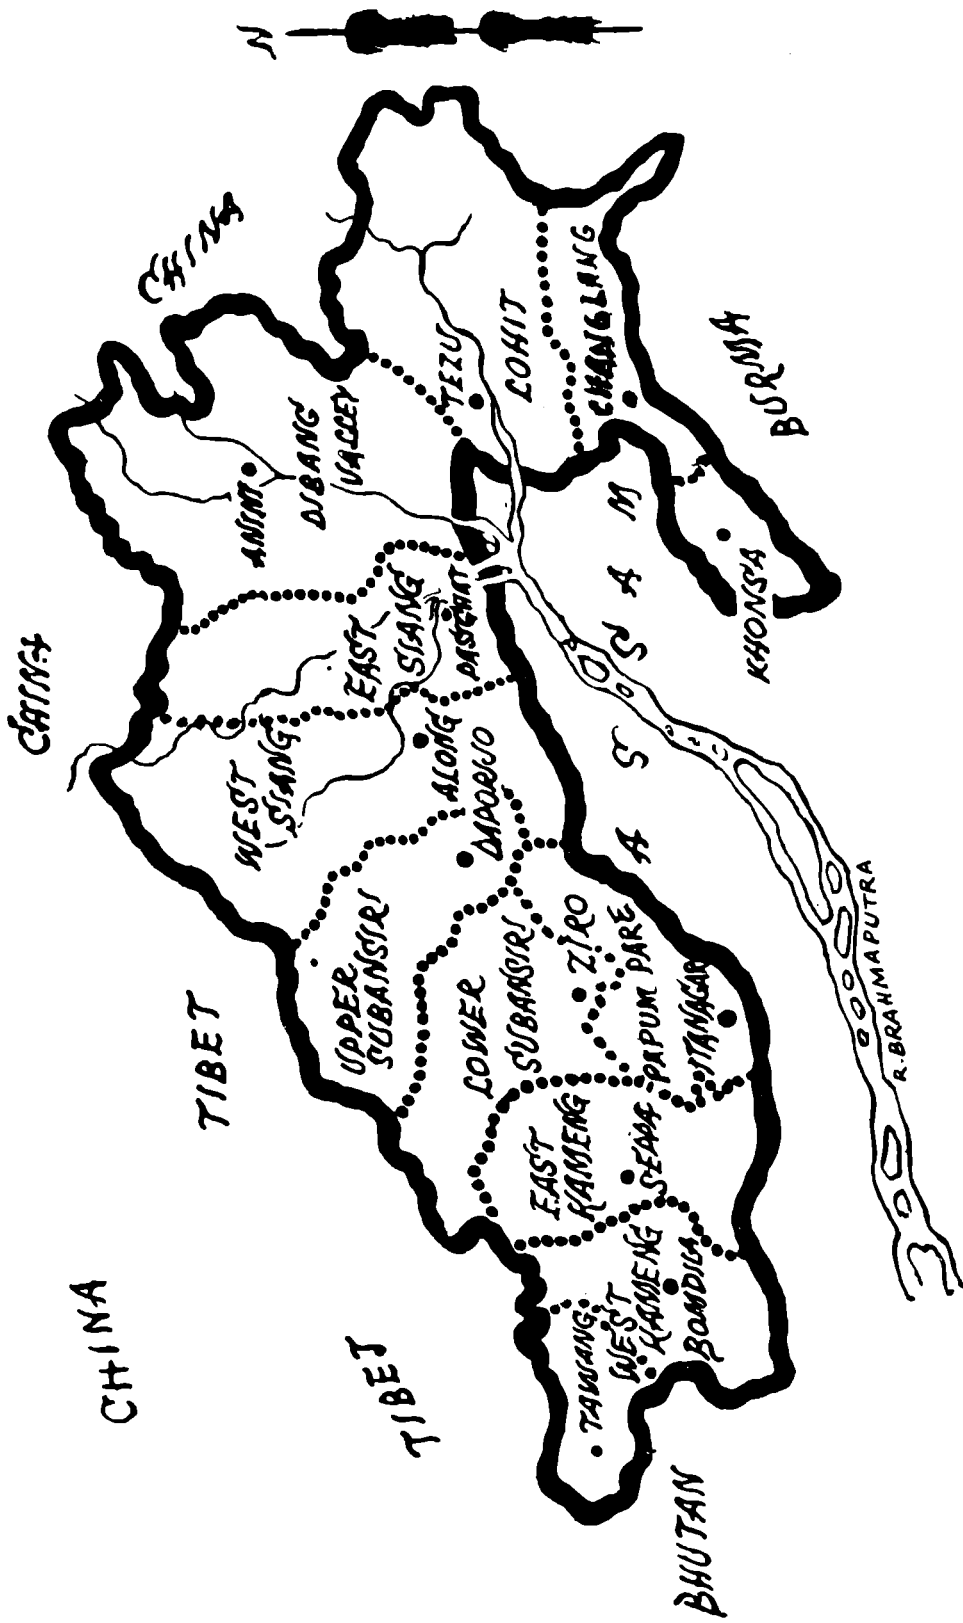 N
CHINA
CHINA
CHINA
TIBET
TIBET
BHUTAN
BURMA
ANINI
DIBANG
VALLEY
TEZU
LOHIT
CHANGLANG
KHONSA
EAST
SIANG
PASIGHAT
WEST
SIANG
ALONG
DAPORIJO
UPPER
SUBANSIRI
LOWER
SUBANSIRI
ZIRO
PAPUM PARE
ITANAGAR
EAST
KAMENG
SEPPA
TAWANG
WEST
KAMENG
BOMDILA
ASSAM
R. BRAHMAPUTRA